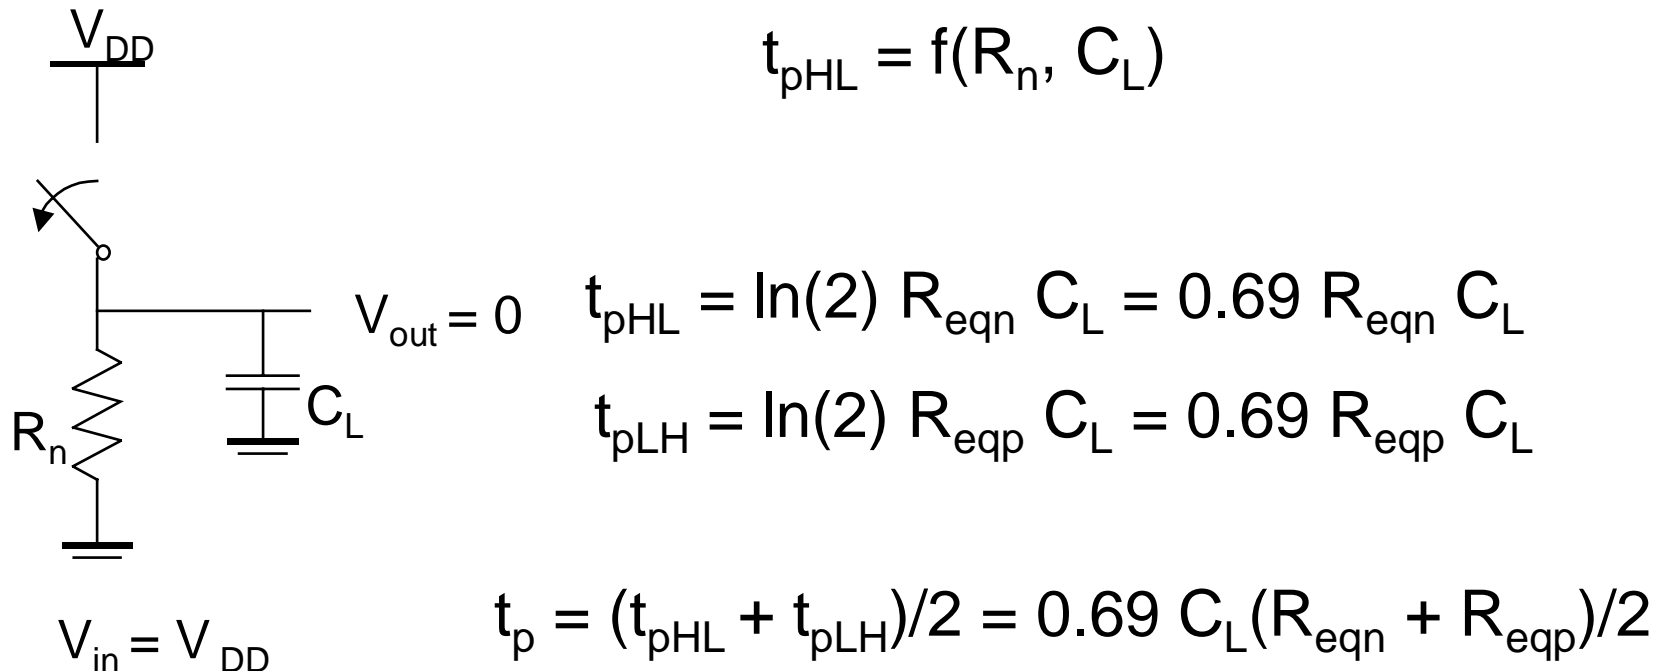 V_DD
t_pHL = f(R_n, C_L)
V_out = 0
t_pHL = ln(2) R_eqn C_L = 0.69 R_eqn C_L
t_pLH = ln(2) R_eqp C_L = 0.69 R_eqp C_L
R_n
C_L
V_in = V_DD
t_p = (t_pHL + t_pLH)/2 = 0.69 C_L(R_eqn + R_eqp)/2